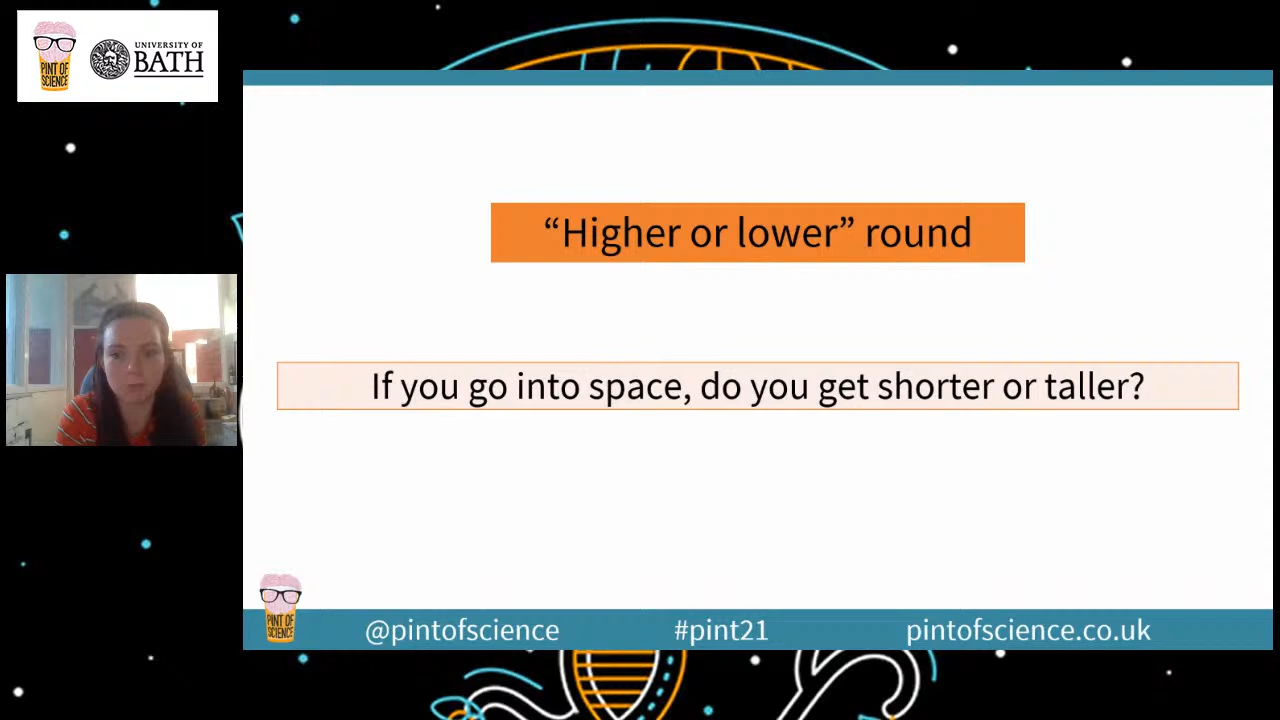 PINT OF
SCIENCE
UNIVERSITY OF
BATH
“Higher or lower” round
If you go into space, do you get shorter or taller?
PINT OF
SCIENCE
@pintofscience #pint21 pintofscience.co.uk